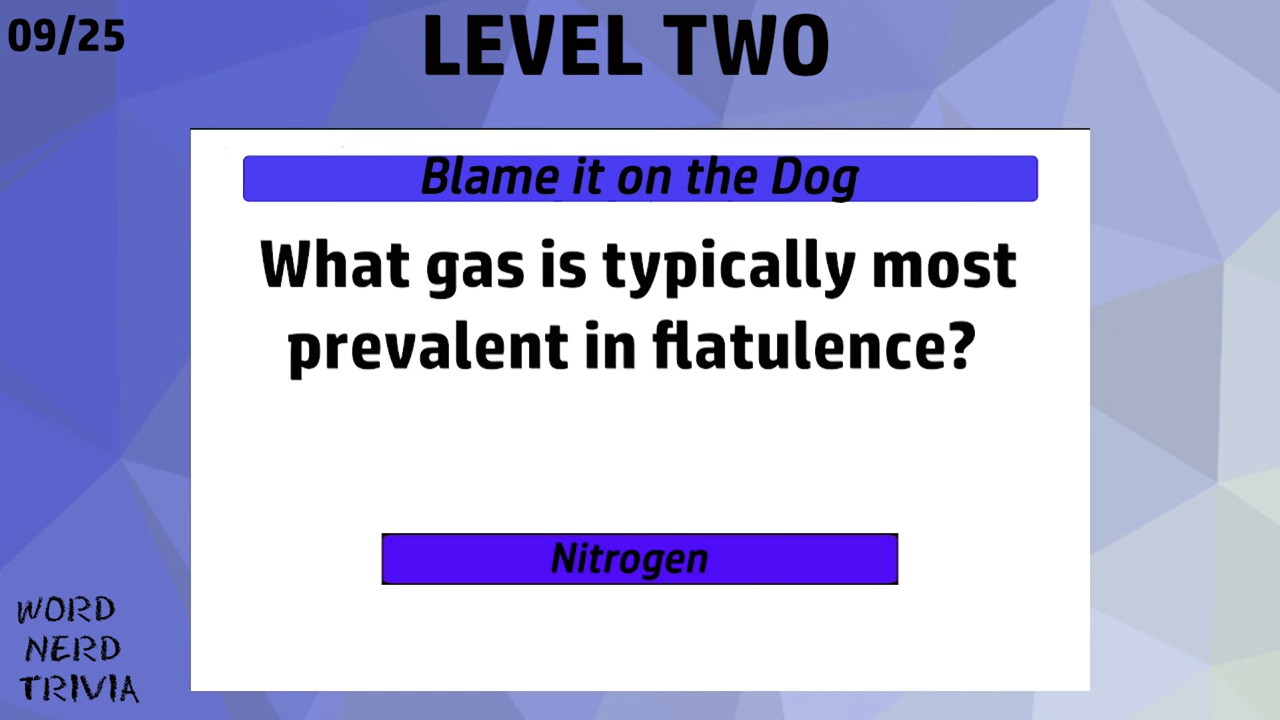 09/25
LEVEL TWO
Blame it on the Dog
What gas is typically most
prevalent in flatulence?
Nitrogen
WORD
NERD
TRIVIA